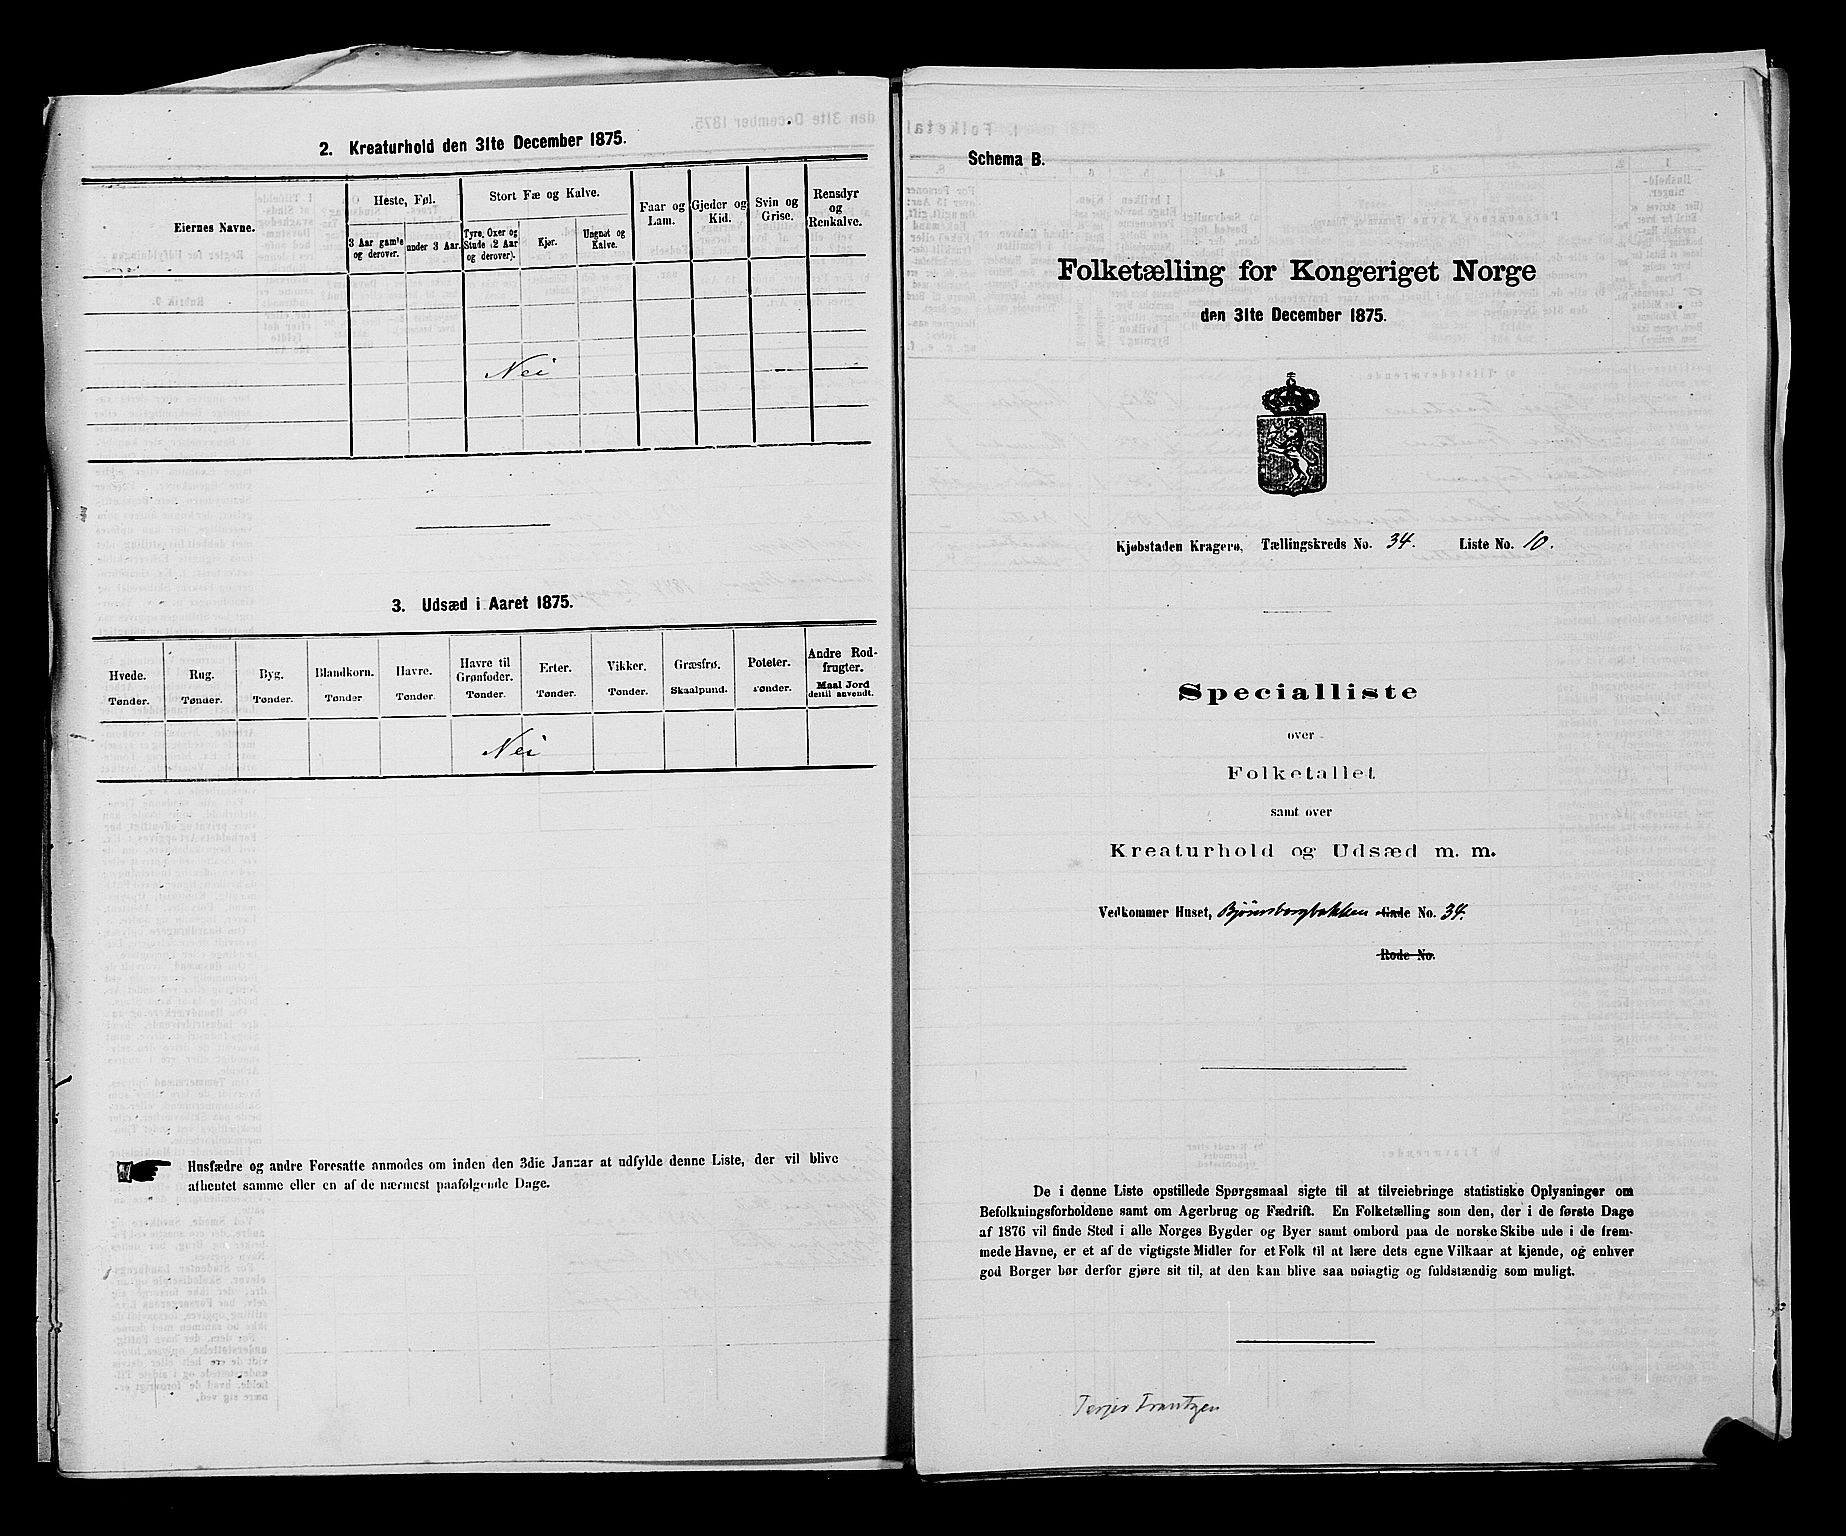 2. Kreaturhold den 31te December 1875.
Eiernes Navne.
Heste, Føl.
3 Aar gam'e og derover.
under 3 Aar.
Stort Fæ og Kalve.
Tyre, Oxer og Stude (2 Aar og derover).
Kjør.
Ungnøt og Kalve.
Faar og Lam.
Gjeder og Kid.
Svin og Grise.
Rensdyr og Renkalve.
Nei
3. Udsæd i Aaret 1875.
Hvede. Rug. Byg. Blandkorn. Havre. Havre til Grønfoder. Erter. Vikker. Græsfrø. Poteter. Andre Rodfrugter.
Tønder. Tønder. Tønder. Tønder Tønder. Tønder. Tønder. Tønder. Skaalpund. Tønder. Maal Jord dertil anvendt.
Nei
Husfædre og andre Foresatte anmodes om inden den 3die Januar at udfylde denne Liste, der vil blive
afhentet samme eller en af de nærmest paafølgende Dage.
Schema B.
Folketælling for Kongeriget Norge
den 31te December 1875.
Kjøbstaden Kragerø, Tællingskreds No. 34. Liste No. 10.
Specialliste
over
Folketallet
samt over
Kreaturhold og Udsæd m. m.
Vedkommer Huset, Bjørnsborgbakken Gade No. 34.
Rode No.
De i denne Liste opstillede Spørgsmaal sigte til at tilveiebringe statistiske Oplysninger om
Befolkningsforholdene samt om Agerbrug og Fædrift. En Folketælling som den, der i de første Dage
af 1876 vil finde Sted i alle Norges Bygder og Byer samt ombord paa de norske Skibe ude i de frem-
mede Havne, er et af de vigtigste Midler for et Folk til at lære dets egne Vilkaar at kjende, og enhver
god Borger bør derfor gjøre sit til, at den kan blive saa nøiagtig og fuldstændig som muligt.
Terjes Frantzen